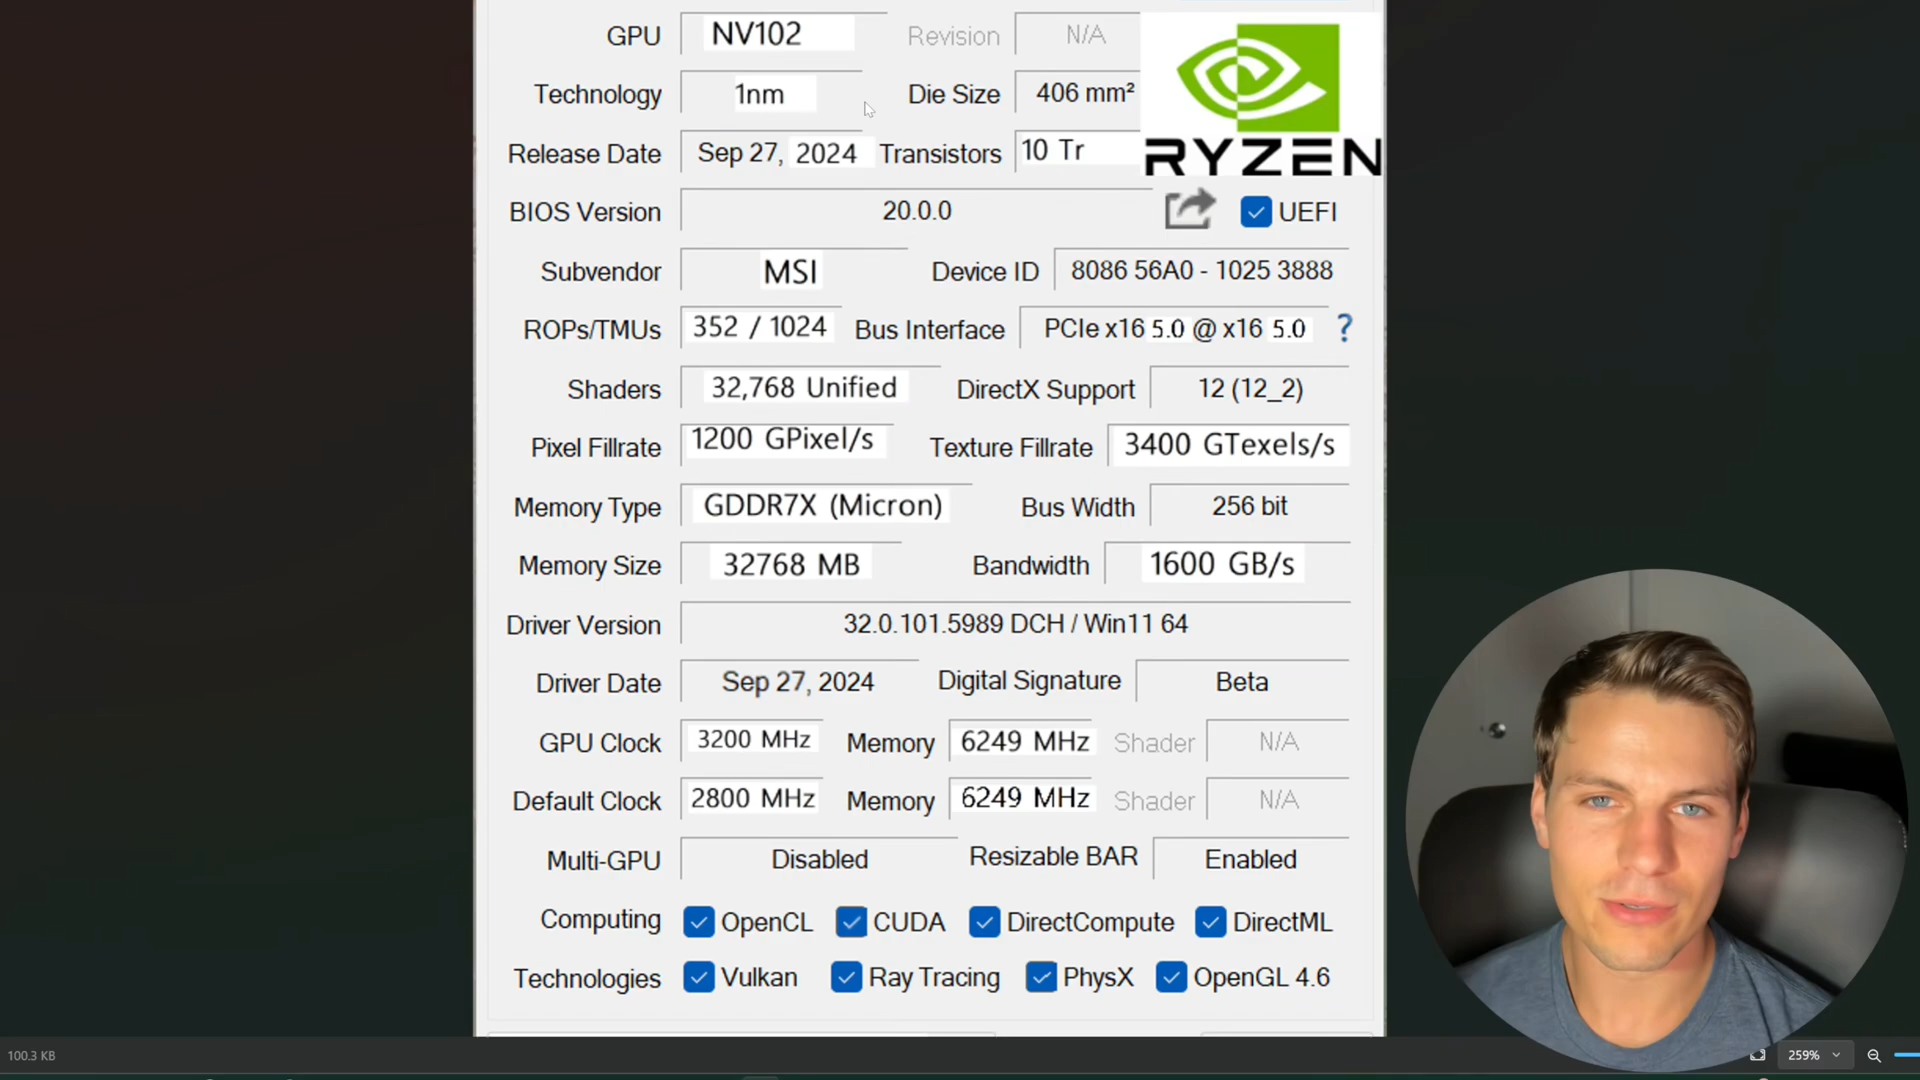 GPU NV102 Revision N/A
Technology 1nm Die Size 406 mm²
RYZEN
Release Date Sep 27, 2024 Transistors 10 Tr
BIOS Version 20.0.0 UEFI
Subvendor MSI Device ID 8086 56A0 - 1025 3888
ROPs/TMUs 352 / 1024 Bus Interface PCIe x16 5.0 @ x16 5.0 ?
Shaders 32,768 Unified DirectX Support 12 (12_2)
Pixel Fillrate 1200 GPixel/s Texture Fillrate 3400 GTexels/s
Memory Type GDDR7X (Micron) Bus Width 256 bit
Memory Size 32768 MB Bandwidth 1600 GB/s
Driver Version 32.0.101.5989 DCH / Win11 64
Driver Date Sep 27, 2024 Digital Signature Beta
GPU Clock 3200 MHz Memory 6249 MHz Shader N/A
Default Clock 2800 MHz Memory 6249 MHz Shader N/A
Multi-GPU Disabled Resizable BAR Enabled
Computing OpenCL CUDA DirectCompute DirectML
Technologies Vulkan Ray Tracing PhysX OpenGL 4.6
100.3 KB 259%